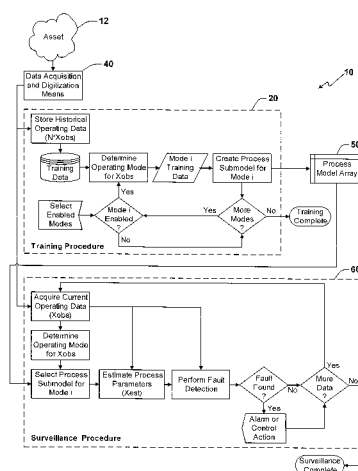 12
Asset
40
Data Acquisition
and Digitilization
Means
10
20
Store Historical
Operating Data
(N*Xobs)
50
Training
Data
Determine
Operating Mode
for Xobs
Mode i
Training
Data
Create Process
Submodel for
Mode i
Process
Model Array
Yes
Select
Enabled
Modes
Mode i
Enabled
?
Yes
More
Modes
?
No
Training
Complete
No
Training Procedure
60
Acquire Current
Operating Data
(Xobs)
Yes
Determine
Operating Mode
for Xobs
Select Process
Submodel for
Mode i
Estimate Process
Parameters
(Xest)
Perform Fault
Detection
Fault
Found
?
No
More
Data
?
No
Yes
Alarm or
Control
Action
Surveillance Procedure
Surveillance
Complete